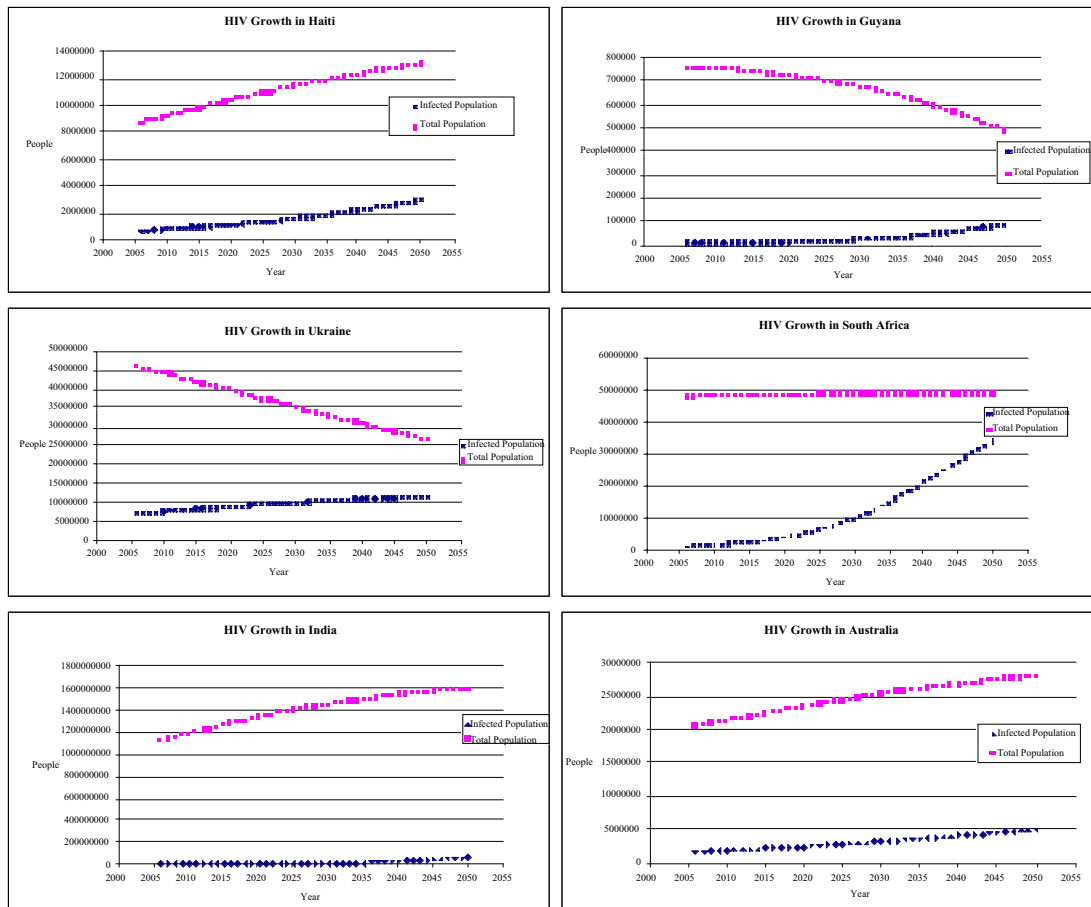 HIV Growth in Haiti
14000000
12000000
10000000
8000000
People
6000000
4000000
2000000
0
2000 2005 2010 2015 2020 2025 2030 2035 2040 2045 2050 2055
Year
Infected Population
Total Population
HIV Growth in Guyana
800000
700000
600000
500000
People
400000
300000
200000
100000
0
2000 2005 2010 2015 2020 2025 2030 2035 2040 2045 2050 2055
Year
Infected Population
Total Population
HIV Growth in Ukraine
50000000
45000000
40000000
35000000
30000000
People
25000000
20000000
15000000
10000000
5000000
0
2000 2005 2010 2015 2020 2025 2030 2035 2040 2045 2050 2055
Year
Infected Population
Total Population
HIV Growth in South Africa
60000000
50000000
40000000
People
30000000
20000000
10000000
0
2000 2005 2010 2015 2020 2025 2030 2035 2040 2045 2050 2055
Year
Infected Population
Total Population
HIV Growth in India
1800000000
1600000000
1400000000
1200000000
1000000000
People
800000000
600000000
400000000
200000000
0
2000 2005 2010 2015 2020 2025 2030 2035 2040 2045 2050 2055
Year
Infected Population
Total Population
HIV Growth in Australia
30000000
25000000
20000000
15000000
People
10000000
5000000
0
2000 2005 2010 2015 2020 2025 2030 2035 2040 2045 2050 2055
Year
Infected Population
Total Population